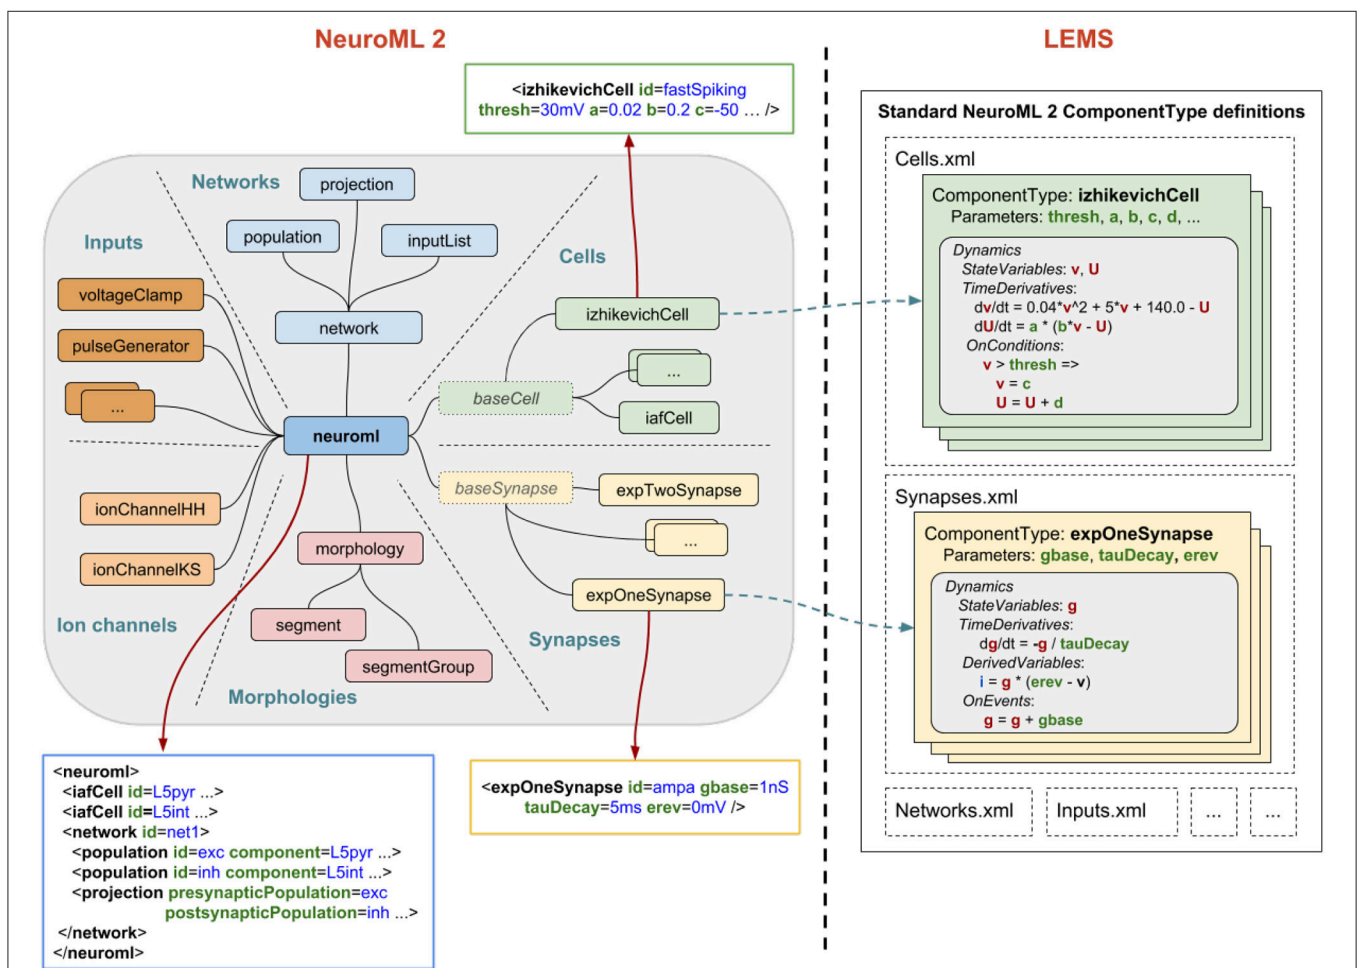 NeuroML 2
LEMS
<izhikevichCell id=fastSpiking
thresh=30mV a=0.02 b=0.2 c=-50 ... />
Networks
projection
population
inputList
network
Inputs
voltageClamp
pulseGenerator
...
Cells
izhikevichCell
baseCell
...
iafCell
neuroml
baseSynapse
expTwoSynapse
...
expOneSynapse
Synapses
ionChannelHH
ionChannelKS
Ion channels
morphology
segment
segmentGroup
Morphologies
<neuroml>
<iafCell id=L5pyr ...>
<iafCell id=L5int ...>
<network id=net1>
<population id=exc component=L5pyr ...>
<population id=inh component=L5int ...>
<projection presynapticPopulation=exc
postsynapticPopulation=inh ...>
</network>
</neuroml>
<expOneSynapse id=ampa gbase=1nS
tauDecay=5ms erev=0mV />
Standard NeuroML 2 ComponentType definitions
Cells.xml
ComponentType: izhikevichCell
Parameters: thresh, a, b, c, d, ...
Dynamics
StateVariables: v, U
TimeDerivatives:
dv/dt = 0.04*v^2 + 5*v + 140.0 - U
dU/dt = a * (b*v - U)
OnConditions:
v > thresh =>
v = c
U = U + d
Synapses.xml
ComponentType: expOneSynapse
Parameters: gbase, tauDecay, erev
Dynamics
StateVariables: g
TimeDerivatives:
dg/dt = -g / tauDecay
DerivedVariables:
i = g * (erev - v)
OnEvents:
g = g + gbase
Networks.xml
Inputs.xml
...
...